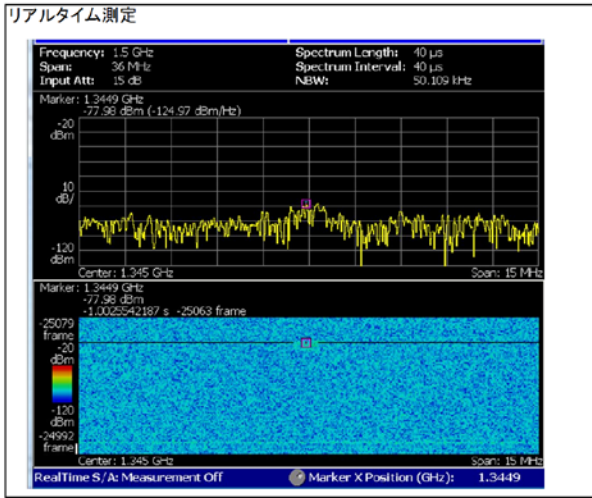 リアルタイム測定
Frequency: 1.5 GHz Spectrum Length: 40 µs
Span: 36 MHz Spectrum Interval: 40 µs
Input Att: 15 dB NBW: 50.109 kHz
Marker: 1.3449 GHz
-77.98 dBm (-124.97 dBm/Hz)
-20
dBm
10
dB/
-120
dBm
Center: 1.345 GHz Span: 15 MHz
Marker: 1.3449 GHz
-77.98 dBm
-1.0025542187 s -25063 frame
-25079
frame
-20
dBm
-120
dBm
-24992
frame
Center: 1.345 GHz Span: 15 MHz
RealTime S/A: Measurement Off Marker X Position (GHz): 1.3449